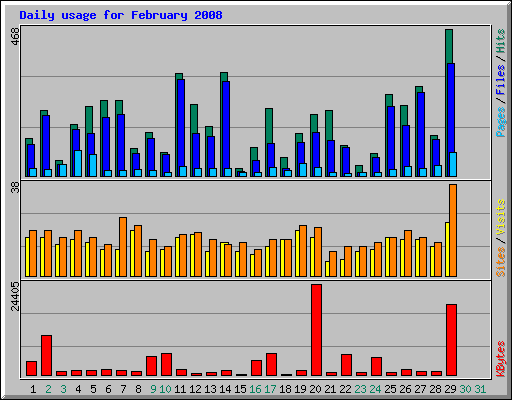 Daily usage for February 2008
468
Pages / Files / Hits
38
Sites / Visits
24405
KBytes
1 2 3 4 5 6 7 8 9 10 11 12 13 14 15 16 17 18 19 20 21 22 23 24 25 26 27 28 29 30 31